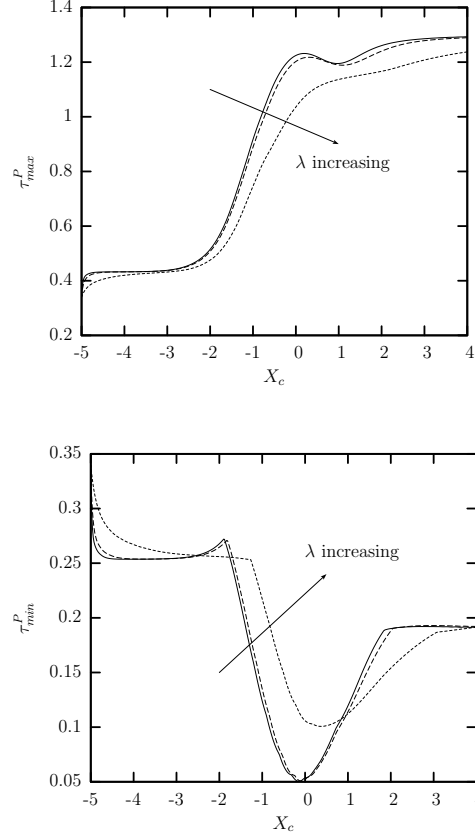 1.4
1.2
1
0.8
0.6
0.4
0.2
τ^P_max
λ increasing
-5 -4 -3 -2 -1 0 1 2 3 4
X_c
0.35
0.3
0.25
0.2
0.15
0.1
0.05
τ^P_min
λ increasing
-5 -4 -3 -2 -1 0 1 2 3
X_c